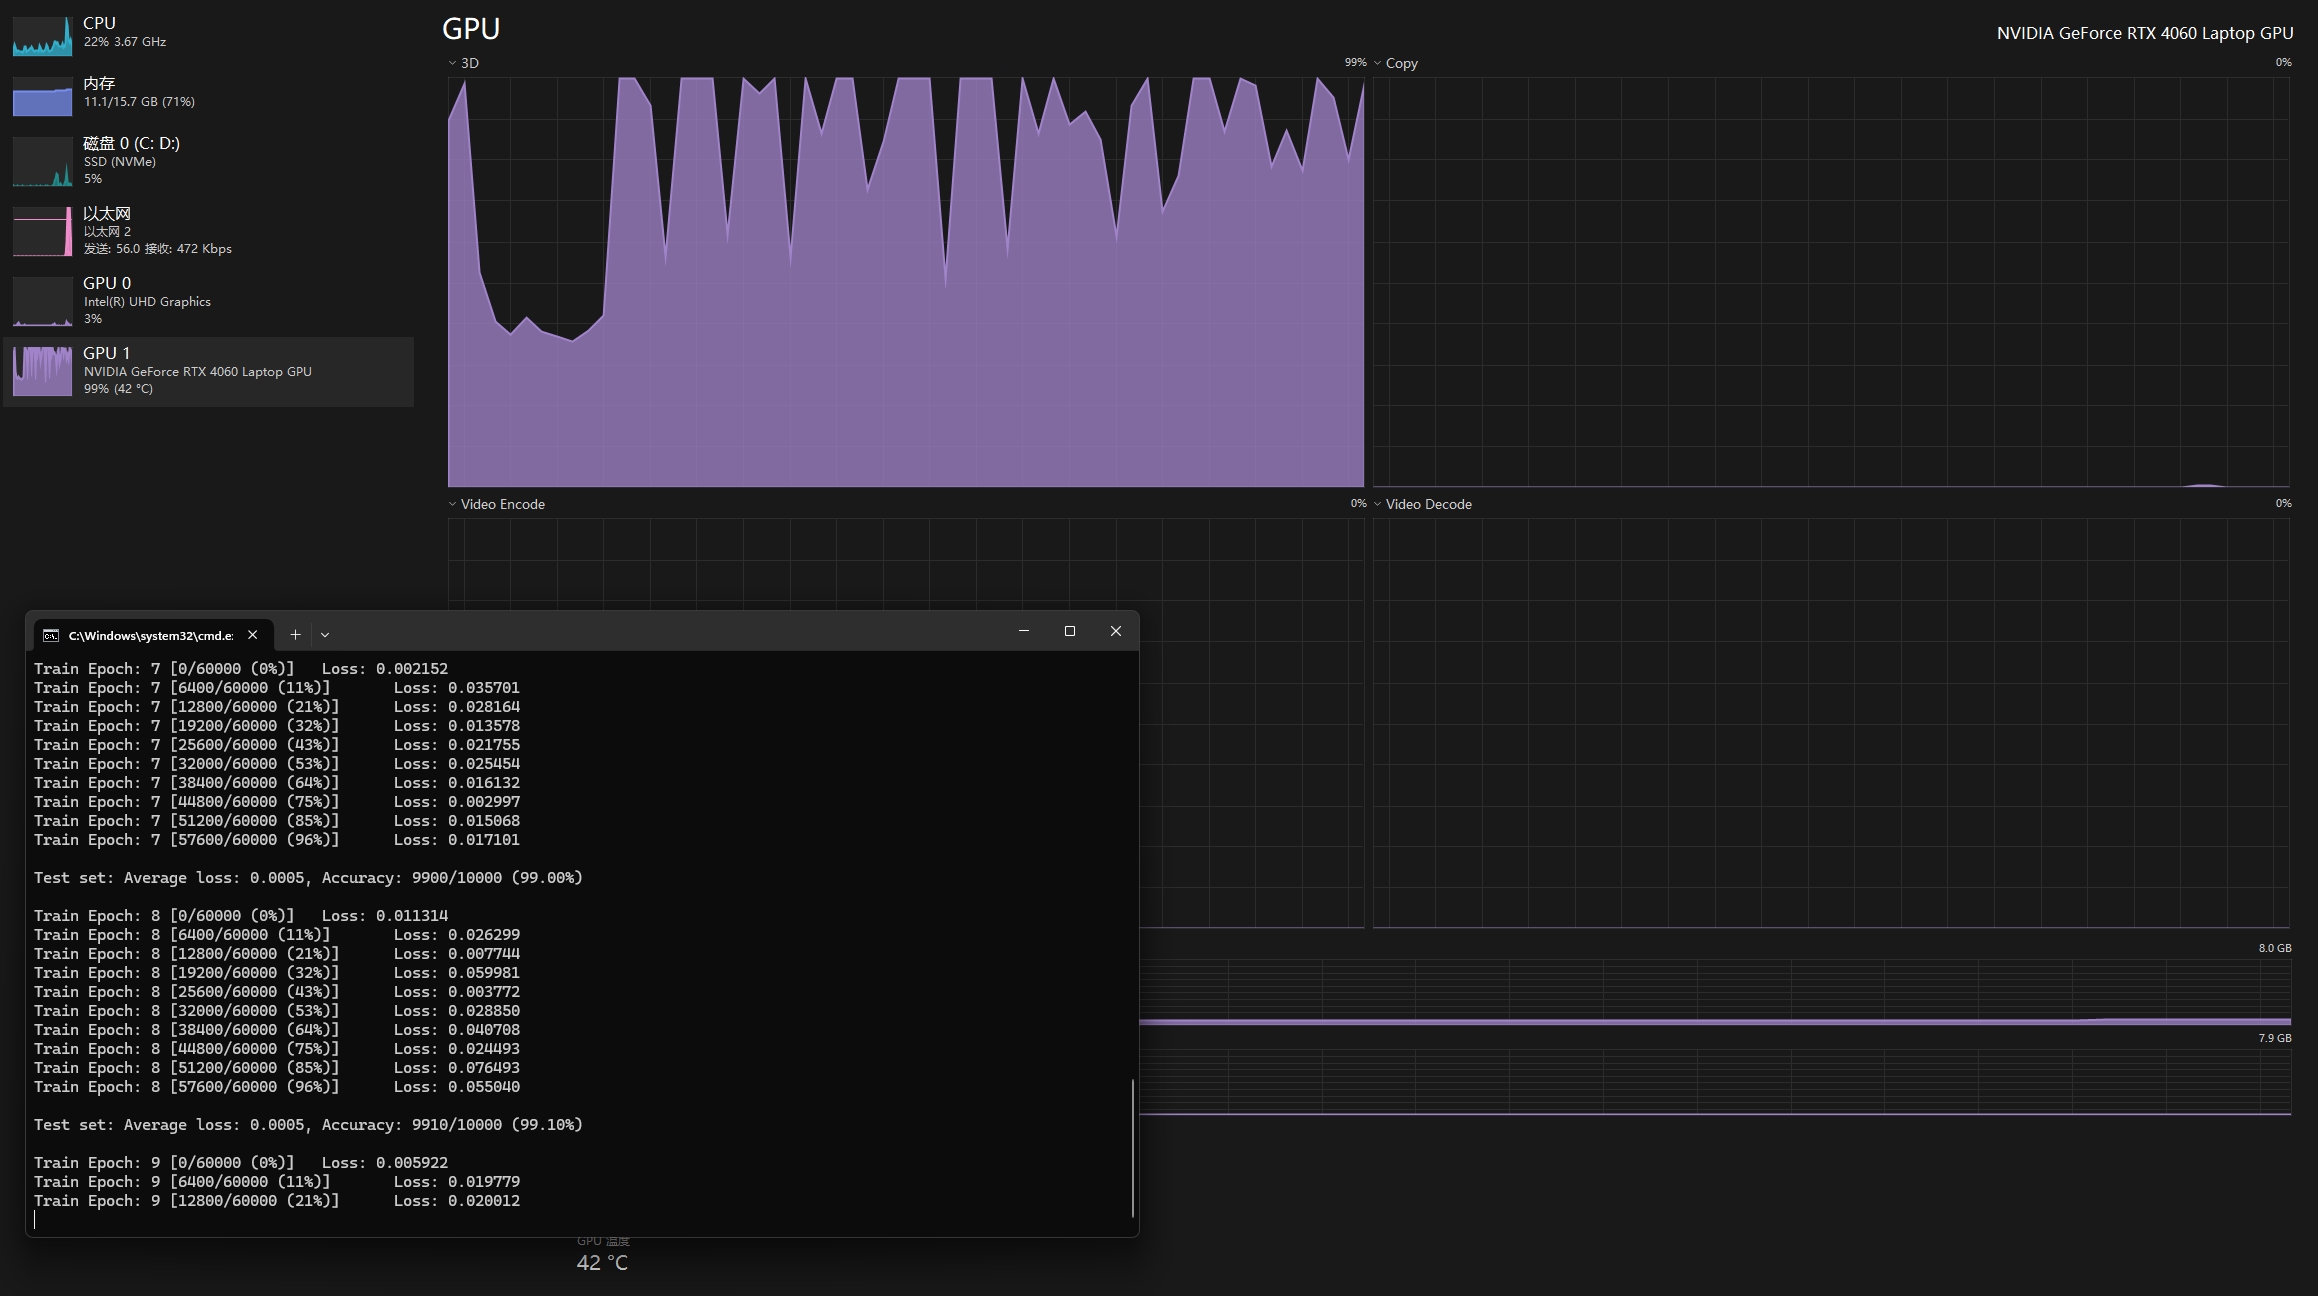 CPU
22% 3.67 GHz
内存
11.1/15.7 GB (71%)
磁盘 0 (C: D:)
SSD (NVMe)
5%
以太网
以太网 2
发送: 56.0 接收: 472 Kbps
GPU 0
Intel(R) UHD Graphics
3%
GPU 1
NVIDIA GeForce RTX 4060 Laptop GPU
99% (42 °C)
GPU
NVIDIA GeForce RTX 4060 Laptop GPU
3D 99%
Copy 0%
Video Encode 0%
Video Decode 0%
8.0 GB
7.9 GB
C:\Windows\system32\cmd.e:
Train Epoch: 7 [0/60000 (0%)] Loss: 0.002152
Train Epoch: 7 [6400/60000 (11%)] Loss: 0.035701
Train Epoch: 7 [12800/60000 (21%)] Loss: 0.028164
Train Epoch: 7 [19200/60000 (32%)] Loss: 0.013578
Train Epoch: 7 [25600/60000 (43%)] Loss: 0.021755
Train Epoch: 7 [32000/60000 (53%)] Loss: 0.025454
Train Epoch: 7 [38400/60000 (64%)] Loss: 0.016132
Train Epoch: 7 [44800/60000 (75%)] Loss: 0.002997
Train Epoch: 7 [51200/60000 (85%)] Loss: 0.015068
Train Epoch: 7 [57600/60000 (96%)] Loss: 0.017101
Test set: Average loss: 0.0005, Accuracy: 9900/10000 (99.00%)
Train Epoch: 8 [0/60000 (0%)] Loss: 0.011314
Train Epoch: 8 [6400/60000 (11%)] Loss: 0.026299
Train Epoch: 8 [12800/60000 (21%)] Loss: 0.007744
Train Epoch: 8 [19200/60000 (32%)] Loss: 0.059981
Train Epoch: 8 [25600/60000 (43%)] Loss: 0.003772
Train Epoch: 8 [32000/60000 (53%)] Loss: 0.028850
Train Epoch: 8 [38400/60000 (64%)] Loss: 0.040708
Train Epoch: 8 [44800/60000 (75%)] Loss: 0.024493
Train Epoch: 8 [51200/60000 (85%)] Loss: 0.076493
Train Epoch: 8 [57600/60000 (96%)] Loss: 0.055040
Test set: Average loss: 0.0005, Accuracy: 9910/10000 (99.10%)
Train Epoch: 9 [0/60000 (0%)] Loss: 0.005922
Train Epoch: 9 [6400/60000 (11%)] Loss: 0.019779
Train Epoch: 9 [12800/60000 (21%)] Loss: 0.020012
GPU 温度
42 °C